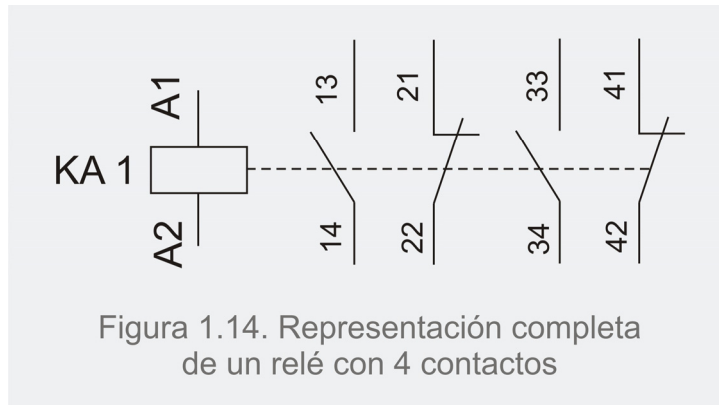 A1
KA 1
A2
13
14
21
22
33
34
41
42
Figura 1.14. Representación completa
de un relé con 4 contactos